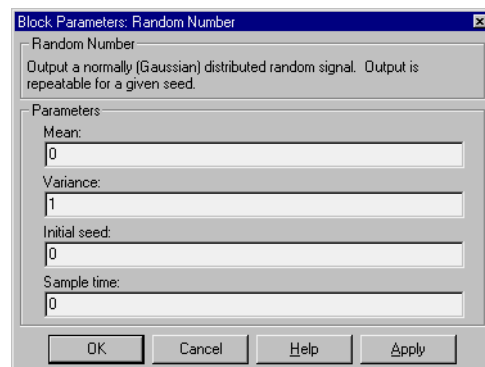 Block Parameters: Random Number
Random Number
Output a normally (Gaussian) distributed random signal. Output is
repeatable for a given seed.
Parameters
Mean:
0
Variance:
1
Initial seed:
0
Sample time:
0
OK Cancel Help Apply